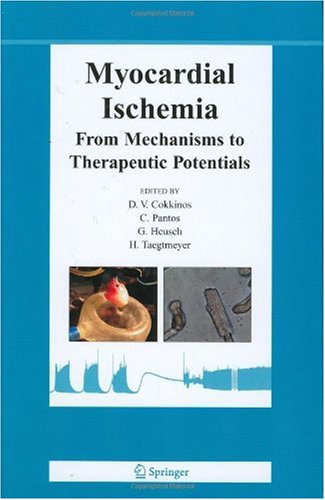 Myocardial
Ischemia
From Mechanisms to
Therapeutic Potentials
EDITED BY
D. V. Cokkinos
C. Pantos
G. Heusch
H. Taegtmeyer
Springer